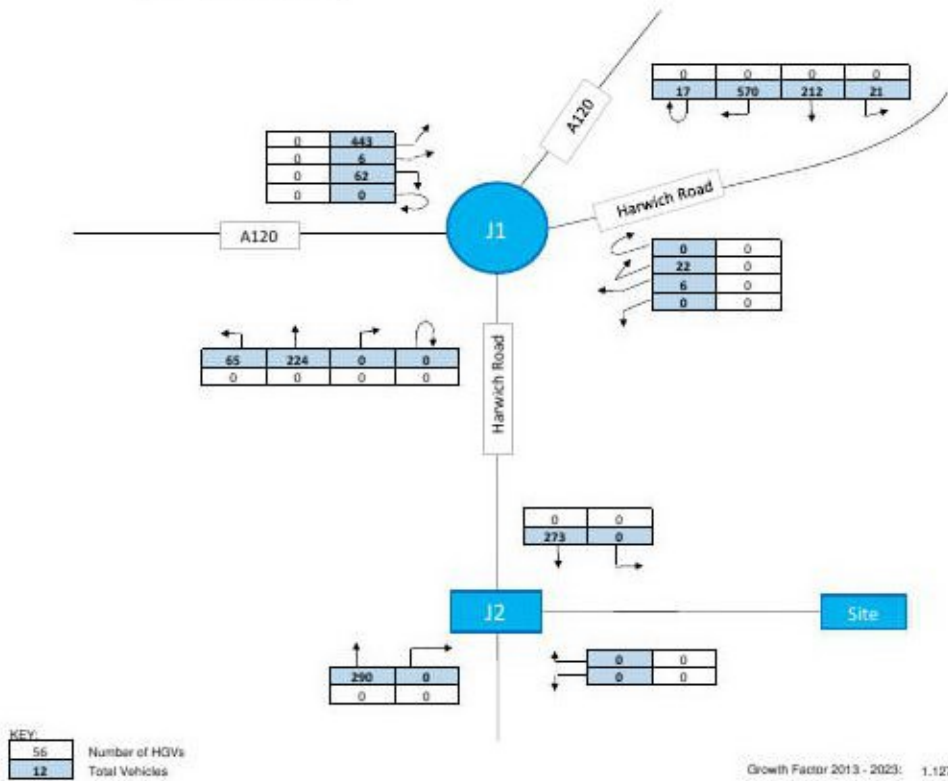 A120
0 0 0 0
17 570 212 21
0 443
0 6
0 62
0 0
J1
Harwich Road
A120
0 0
22 0
6 0
0 0
65 224 0 0
0 0 0 0
Harwich Road
0 0
273 0
J2
Site
290 0
0 0
0 0
0 0
KEY:
56 Number of HGVs
12 Total Vehicles
Growth Factor 2013 - 2023: